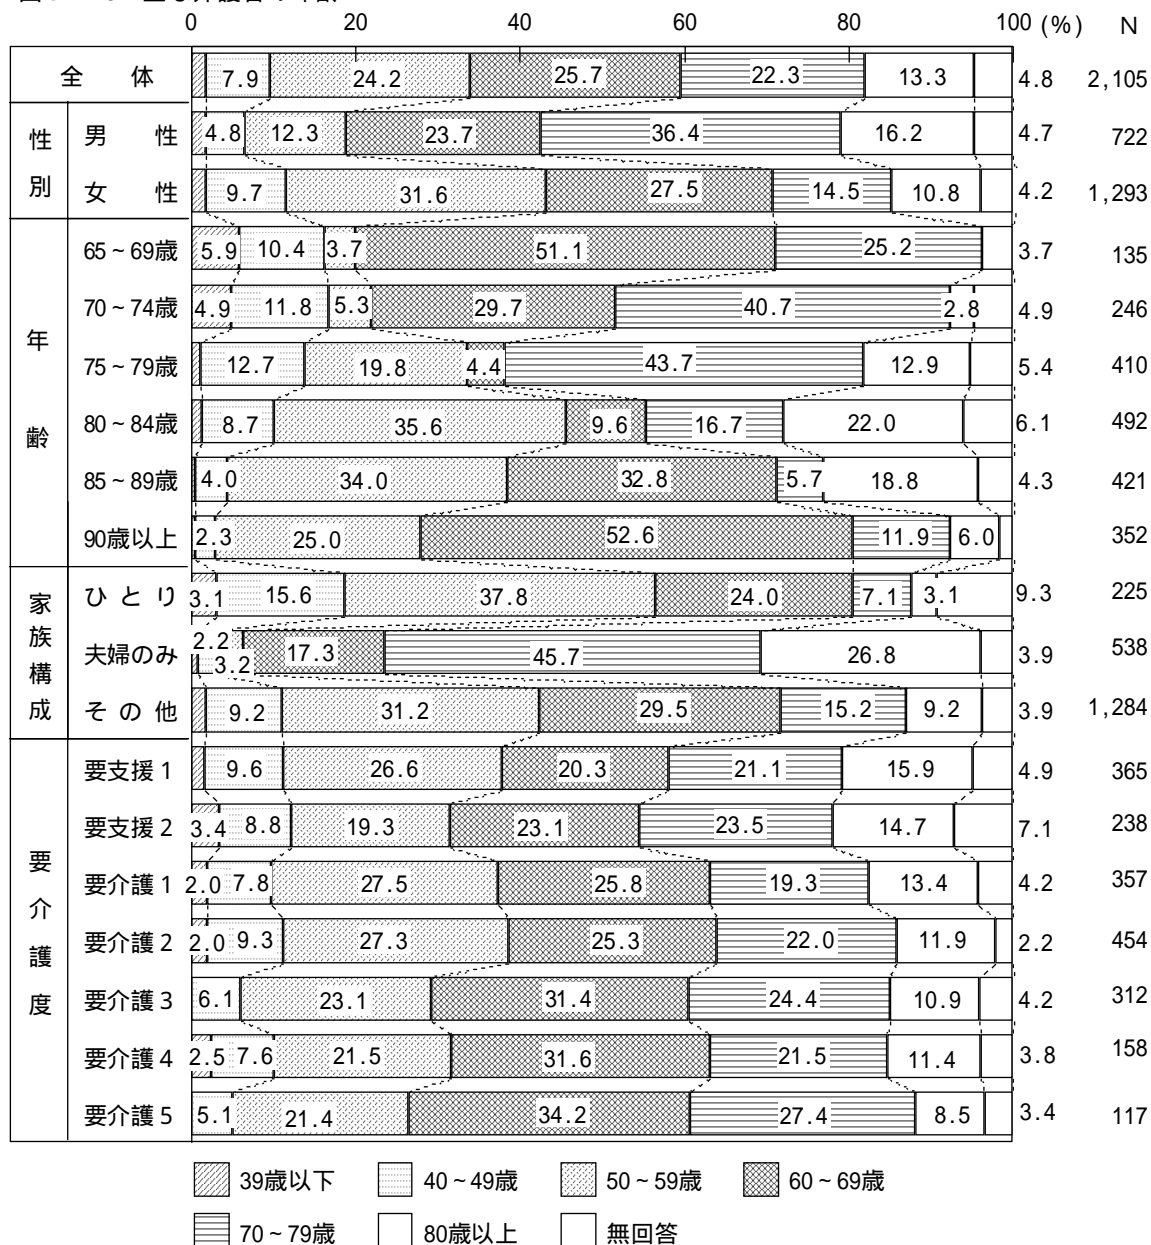 0 20 40 60 80 100 (%) N
全体 7.9 24.2 25.7 22.3 13.3 4.8 2,105
性別
男性 4.8 12.3 23.7 36.4 16.2 4.7 722
女性 9.7 31.6 27.5 14.5 10.8 4.2 1,293
年齢
65~69歳 5.9 10.4 3.7 51.1 25.2 3.7 135
70~74歳 4.9 11.8 5.3 29.7 40.7 2.8 4.9 246
75~79歳 12.7 19.8 4.4 43.7 12.9 5.4 410
80~84歳 8.7 35.6 9.6 16.7 22.0 6.1 492
85~89歳 4.0 34.0 32.8 5.7 18.8 4.3 421
90歳以上 2.3 25.0 52.6 11.9 6.0 352
家族構成
ひとり 3.1 15.6 37.8 24.0 7.1 3.1 9.3 225
夫婦のみ 2.2 3.2 17.3 45.7 26.8 3.9 538
その他 9.2 31.2 29.5 15.2 9.2 3.9 1,284
要介護度
要支援1 9.6 26.6 20.3 21.1 15.9 4.9 365
要支援2 3.4 8.8 19.3 23.1 23.5 14.7 7.1 238
要介護1 2.0 7.8 27.5 25.8 19.3 13.4 4.2 357
要介護2 2.0 9.3 27.3 25.3 22.0 11.9 2.2 454
要介護3 6.1 23.1 31.4 24.4 10.9 4.2 312
要介護4 2.5 7.6 21.5 31.6 21.5 11.4 3.8 158
要介護5 5.1 21.4 34.2 27.4 8.5 3.4 117
39歳以下 40~49歳 50~59歳 60~69歳
70~79歳 80歳以上 無回答